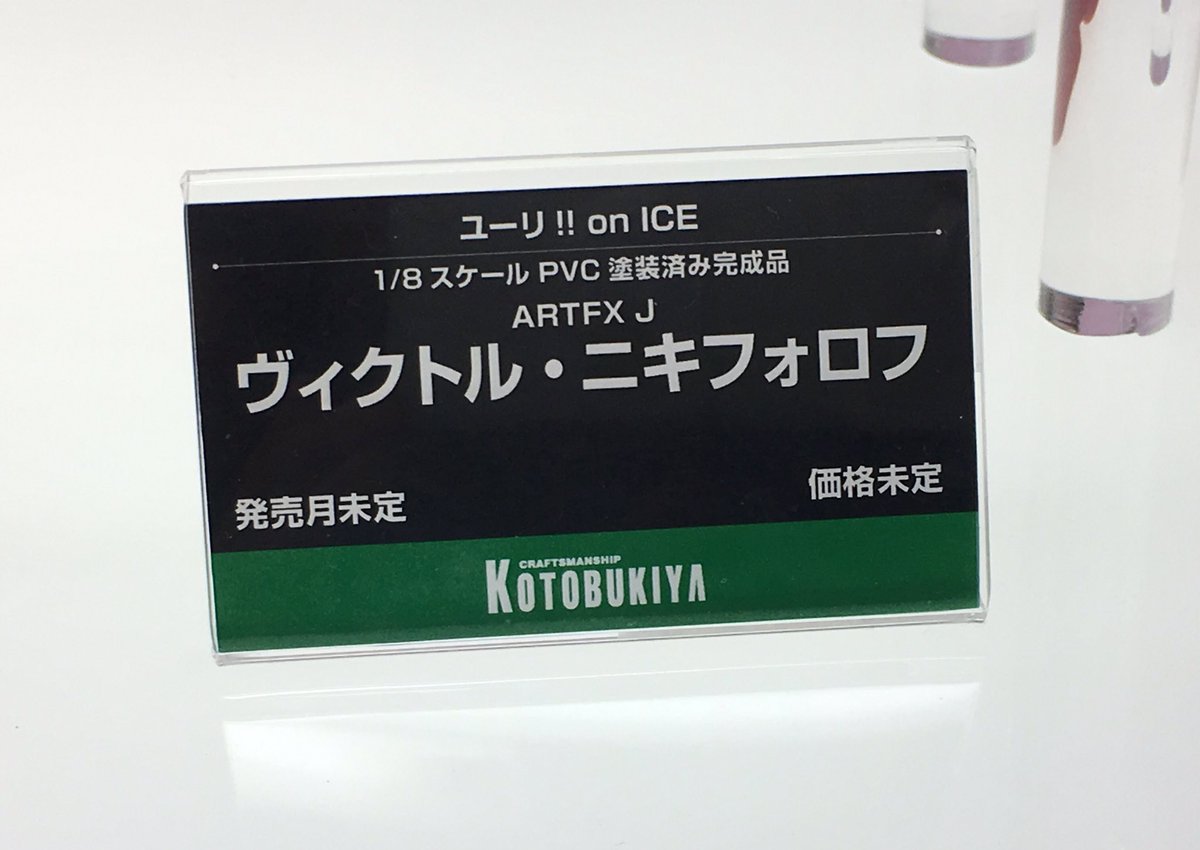 ユーリ!! on ICE
1/8スケール PVC 塗装済み完成品
ARTFX J
ヴィクトル・ニキフォロフ
発売月未定
価格未定
CRAFTSMANSHIP
KOTOBUKIYA